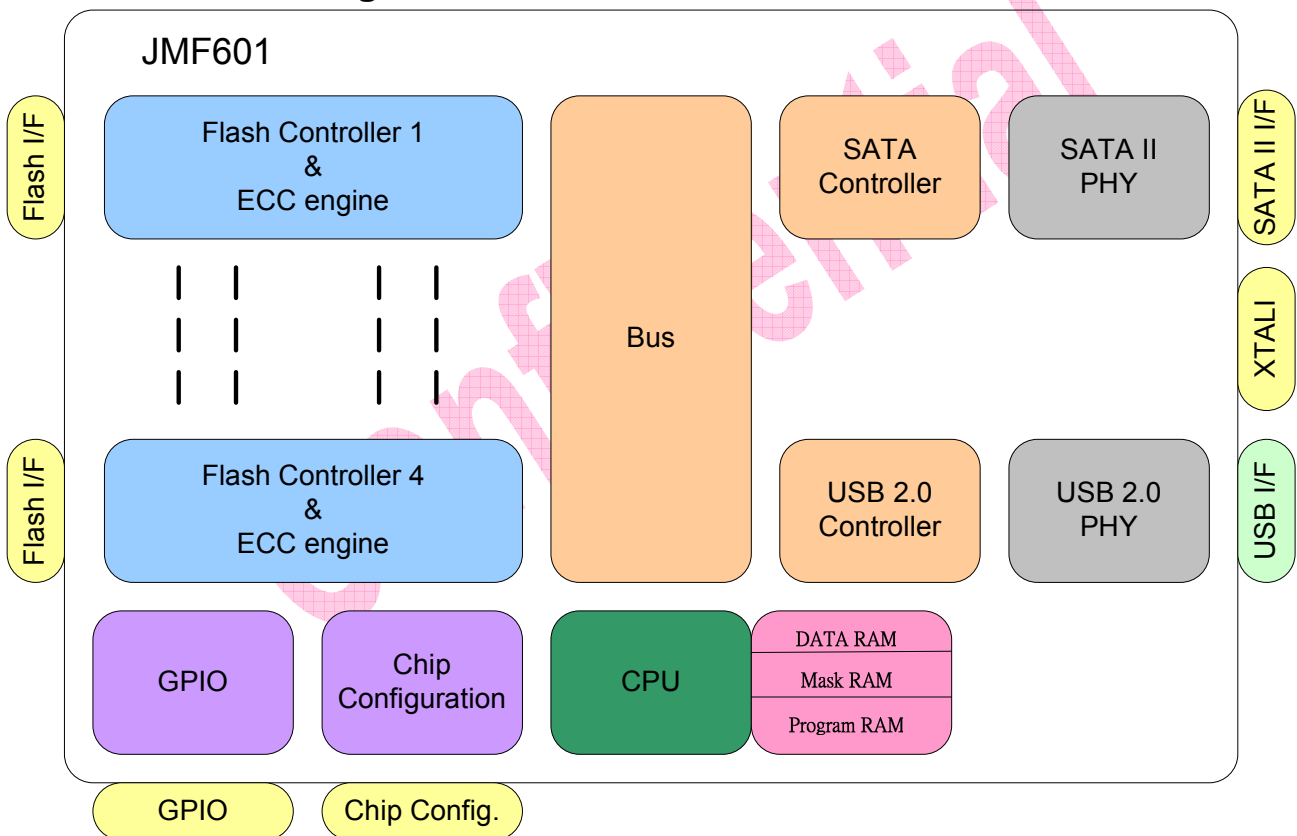 JMF601
Flash I/F
Flash Controller 1
&
ECC engine
Bus
SATA
Controller
SATA II
PHY
SATA II I/F
XTALI
Flash I/F
Flash Controller 4
&
ECC engine
USB 2.0
Controller
USB 2.0
PHY
USB I/F
GPIO
Chip
Configuration
CPU
DATA RAM
Mask RAM
Program RAM
GPIO
Chip Config.